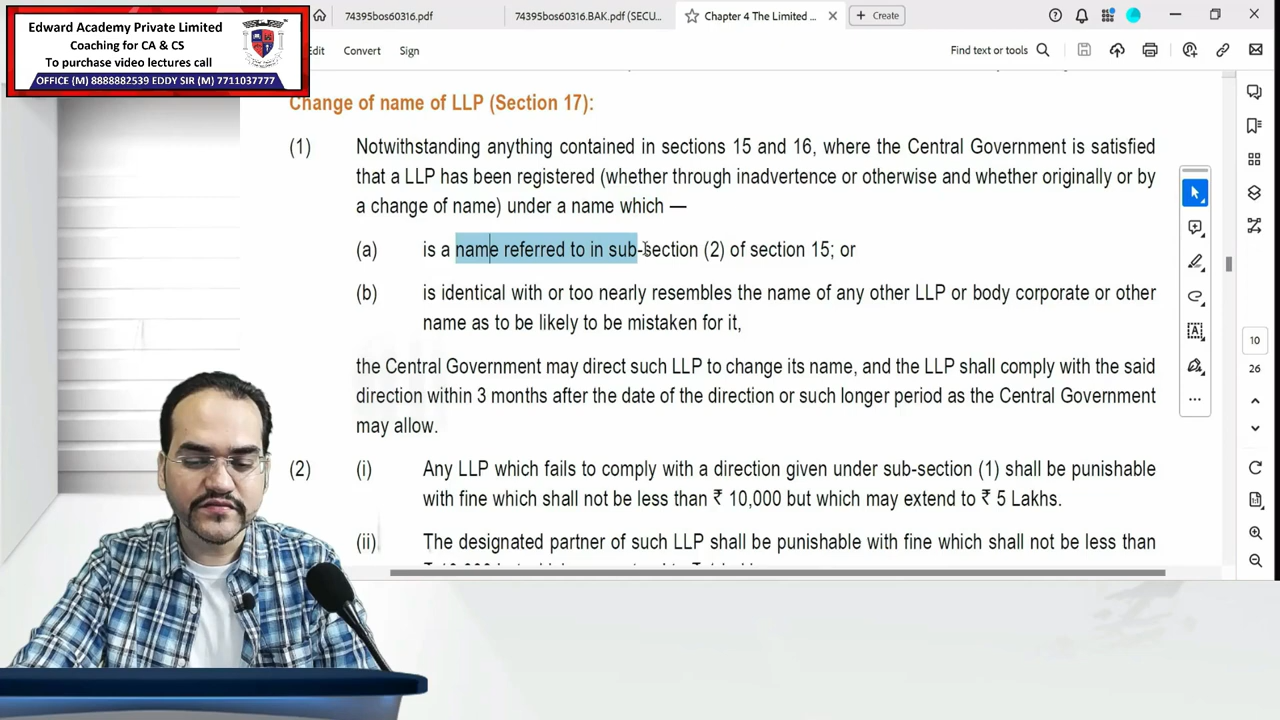 Edward Academy Private Limited
Coaching for CA & CS
To purchase video lectures call
OFFICE (M) 8888882539 EDDY SIR (M) 7711037777
74395bos60316.pdf
74395bos60316.BAK.pdf (SECU...
Chapter 4 The Limited ...
Create
Edit Convert Sign
Find text or tools
Change of name of LLP (Section 17):
(1) Notwithstanding anything contained in sections 15 and 16, where the Central Government is satisfied
that a LLP has been registered (whether through inadvertence or otherwise and whether originally or by
a change of name) under a name which —
(a) is a name referred to in sub-section (2) of section 15; or
(b) is identical with or too nearly resembles the name of any other LLP or body corporate or other
name as to be likely to be mistaken for it,
the Central Government may direct such LLP to change its name, and the LLP shall comply with the said
direction within 3 months after the date of the direction or such longer period as the Central Government
may allow.
(2) (i) Any LLP which fails to comply with a direction given under sub-section (1) shall be punishable
with fine which shall not be less than ₹ 10,000 but which may extend to ₹ 5 Lakhs.
(ii) The designated partner of such LLP shall be punishable with fine which shall not be less than
10
26